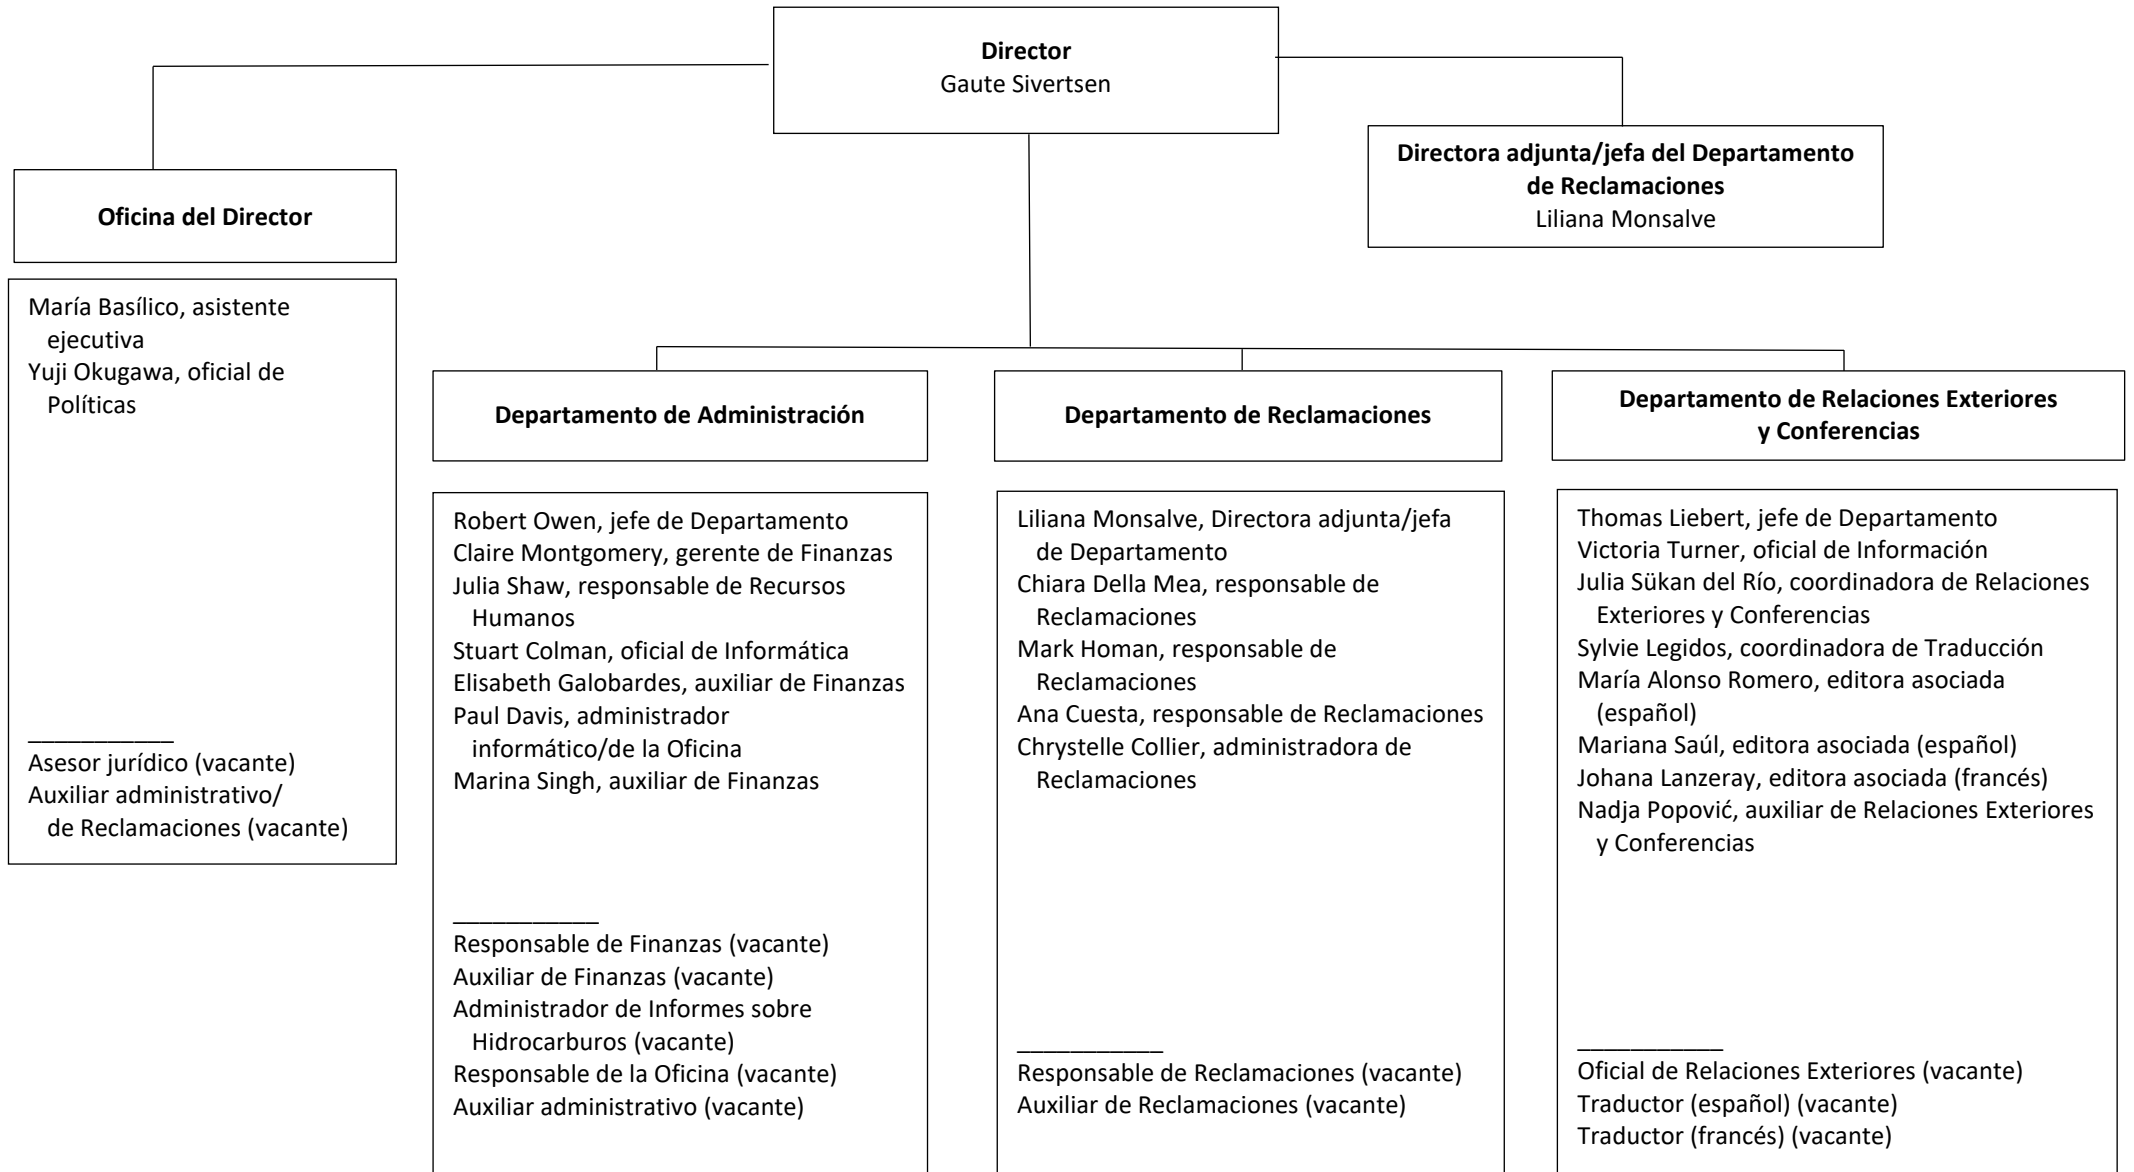 Director
Gaute Sivertsen
Directora adjunta/jefa del Departamento
de Reclamaciones
Liliana Monsalve
Oficina del Director
María Basílico, asistente
ejecutiva
Yuji Okugawa, oficial de
Políticas
___________
Asesor jurídico (vacante)
Auxiliar administrativo/
de Reclamaciones (vacante)
Departamento de Administración
Robert Owen, jefe de Departamento
Claire Montgomery, gerente de Finanzas
Julia Shaw, responsable de Recursos
Humanos
Stuart Colman, oficial de Informática
Elisabeth Galobardes, auxiliar de Finanzas
Paul Davis, administrador
informático/de la Oficina
Marina Singh, auxiliar de Finanzas
___________
Responsable de Finanzas (vacante)
Auxiliar de Finanzas (vacante)
Administrador de Informes sobre
Hidrocarburos (vacante)
Responsable de la Oficina (vacante)
Auxiliar administrativo (vacante)
Departamento de Reclamaciones
Liliana Monsalve, Directora adjunta/jefa
de Departamento
Chiara Della Mea, responsable de
Reclamaciones
Mark Homan, responsable de
Reclamaciones
Ana Cuesta, responsable de Reclamaciones
Chrystelle Collier, administradora de
Reclamaciones
___________
Responsable de Reclamaciones (vacante)
Auxiliar de Reclamaciones (vacante)
Departamento de Relaciones Exteriores
y Conferencias
Thomas Liebert, jefe de Departamento
Victoria Turner, oficial de Información
Julia Sükan del Río, coordinadora de Relaciones
Exteriores y Conferencias
Sylvie Legidos, coordinadora de Traducción
María Alonso Romero, editora asociada
(español)
Mariana Saúl, editora asociada (español)
Johana Lanzeray, editora asociada (francés)
Nadja Popović, auxiliar de Relaciones Exteriores
y Conferencias
___________
Oficial de Relaciones Exteriores (vacante)
Traductor (español) (vacante)
Traductor (francés) (vacante)